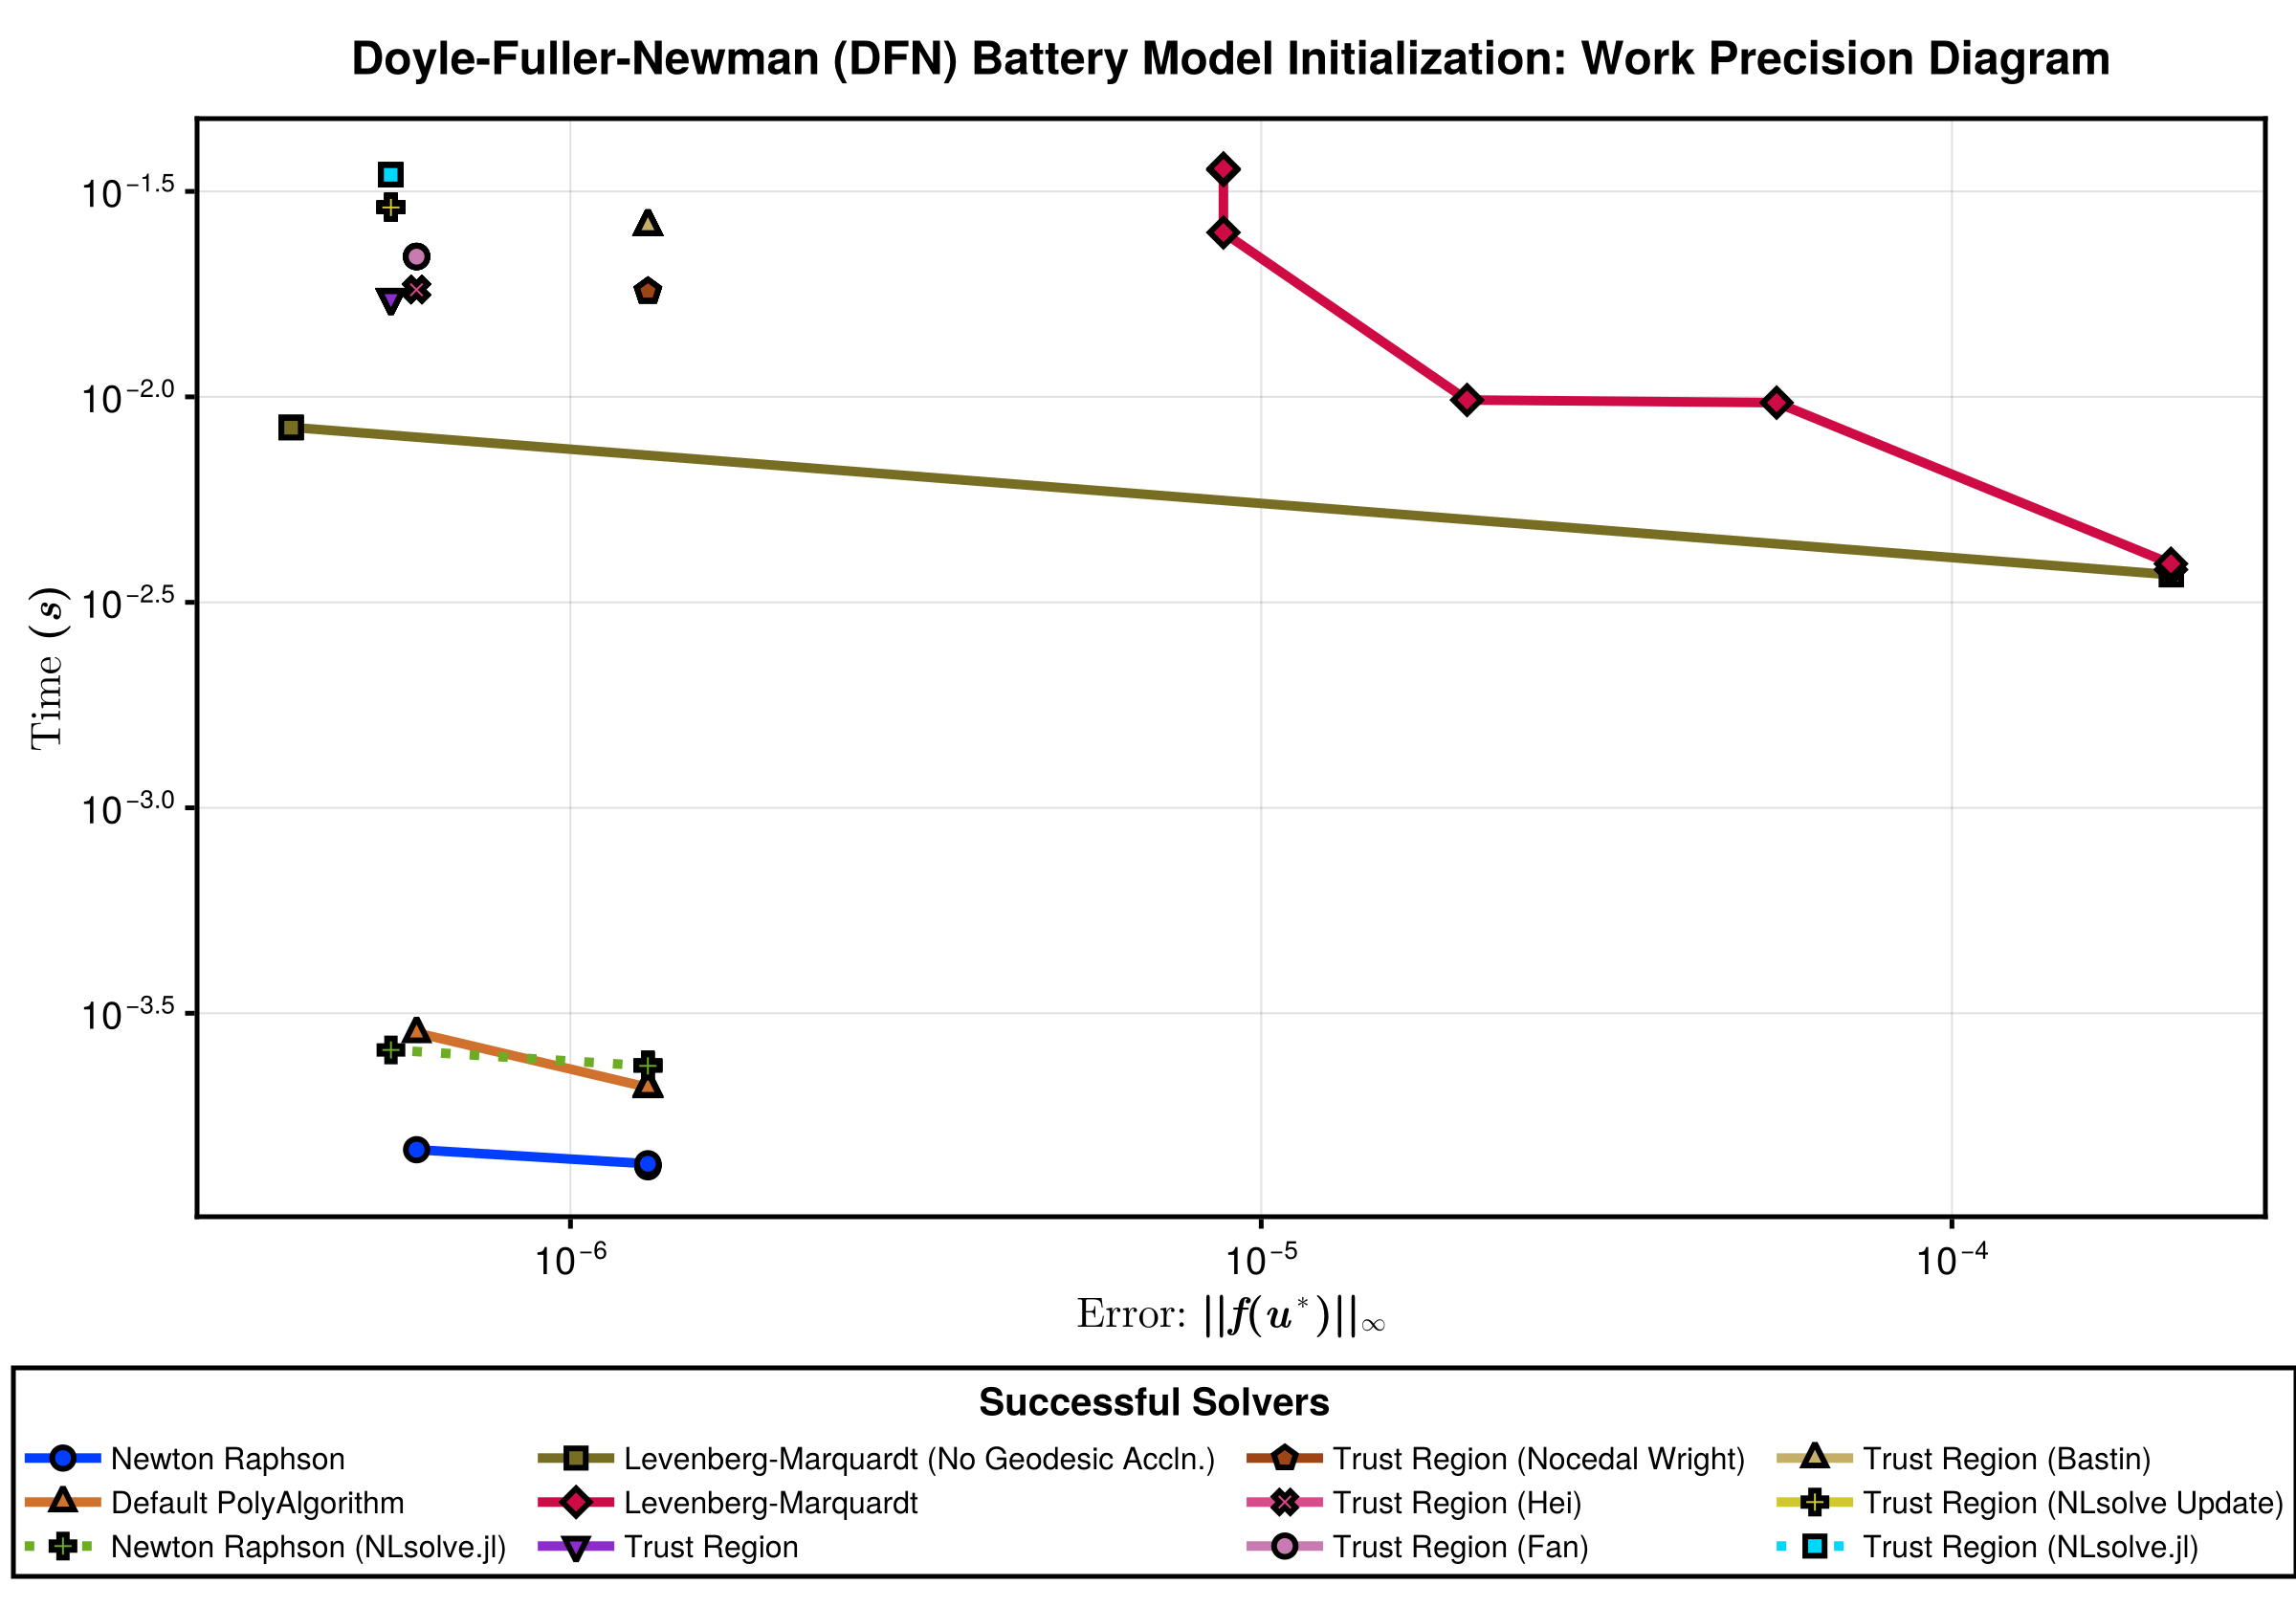 Doyle-Fuller-Newman (DFN) Battery Model Initialization: Work Precision Diagram
Time (s)
10−1.5
10−2.0
10−2.5
10−3.0
10−3.5
10−6
10−5
10−4
Error: ||f(u*)||∞
Successful Solvers
Newton Raphson
Default PolyAlgorithm
Newton Raphson (NLsolve.jl)
Levenberg-Marquardt (No Geodesic Accln.)
Levenberg-Marquardt
Trust Region
Trust Region (Nocedal Wright)
Trust Region (Hei)
Trust Region (Fan)
Trust Region (Bastin)
Trust Region (NLsolve Update)
Trust Region (NLsolve.jl)